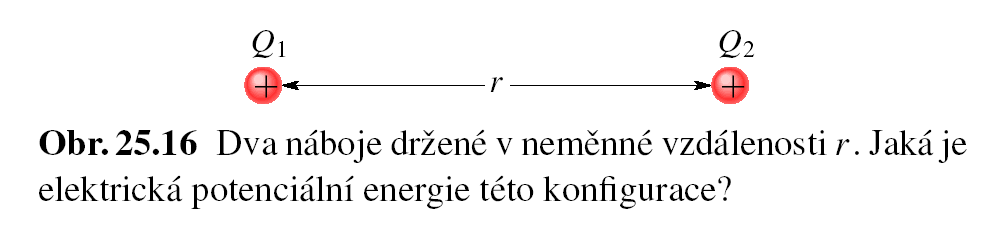 Q1 Q2
+ r +
Obr. 25.16 Dva náboje držené v neměnné vzdálenosti r. Jaká je
elektrická potenciální energie této konfigurace?